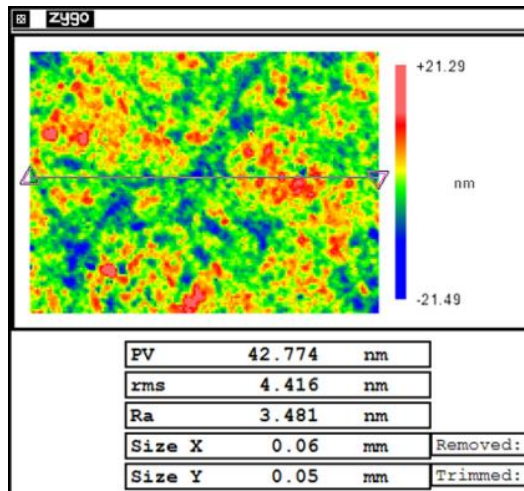 zygo
+21.29
nm
-21.49
PV 42.774 nm
rms 4.416 nm
Ra 3.481 nm
Size X 0.06 mm Removed:
Size Y 0.05 mm Trimmed: